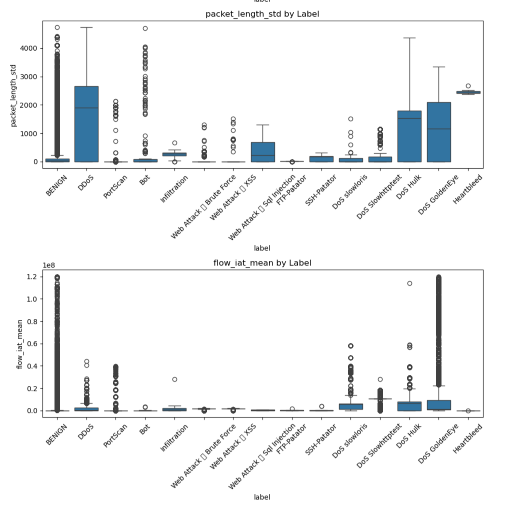 label
packet_length_std by Label
packet_length_std
4000
3000
2000
1000
0
BENIGN
DDoS
PortScan
Bot
Infiltration
Web Attack ▯ Brute Force
Web Attack ▯ XSS
Web Attack ▯ Sql Injection
FTP-Patator
SSH-Patator
DoS slowloris
DoS Slowhttptest
DoS Hulk
DoS GoldenEye
Heartbleed
label
flow_iat_mean by Label
1e8
flow_iat_mean
1.2
1.0
0.8
0.6
0.4
0.2
0.0
BENIGN
DDoS
PortScan
Bot
Infiltration
Web Attack ▯ Brute Force
Web Attack ▯ XSS
Web Attack ▯ Sql Injection
FTP-Patator
SSH-Patator
DoS slowloris
DoS Slowhttptest
DoS Hulk
DoS GoldenEye
Heartbleed
label